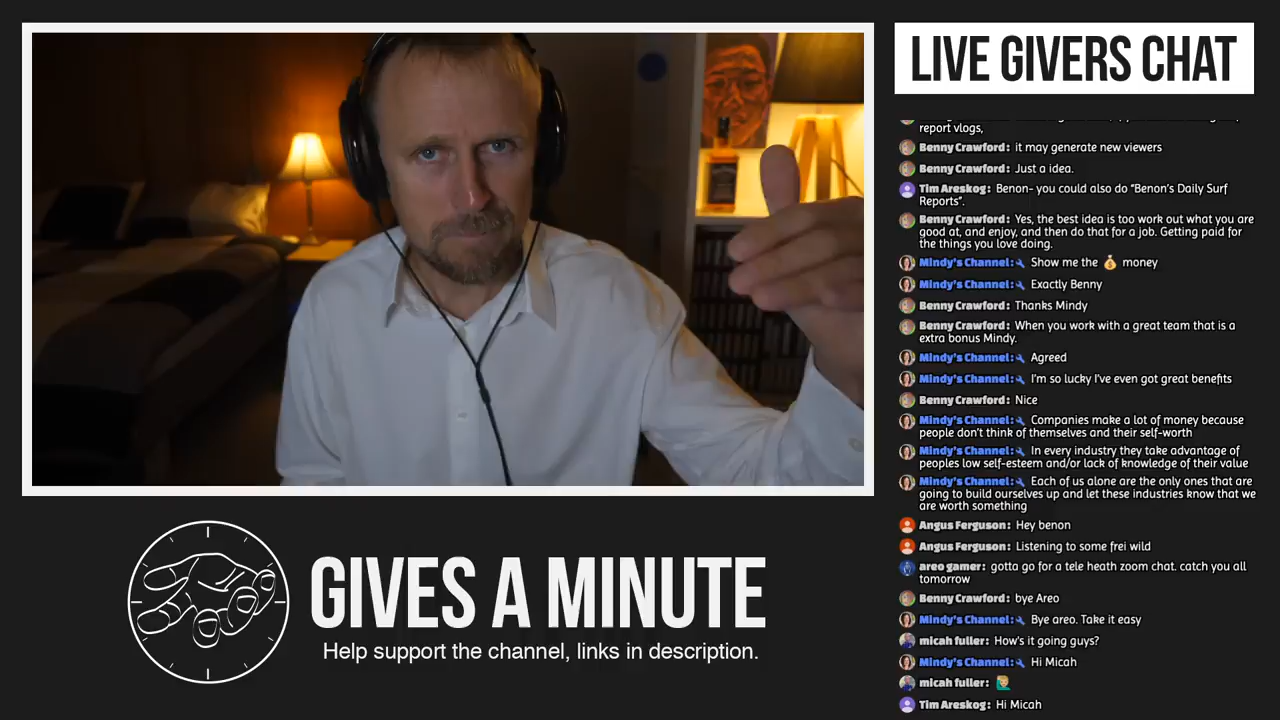 LIVE GIVERS CHAT
report vlogs,
Benny Crawford: it may generate new viewers
Benny Crawford: Just a idea.
Tim Areskog: Benon- you could also do “Benon’s Daily Surf
Reports”.
Benny Crawford: Yes, the best idea is too work out what you are
good at, and enjoy, and then do that for a job. Getting paid for
the things you love doing.
Mindy's Channel: Show me the 💰 money
Mindy's Channel: Exactly Benny
Benny Crawford: Thanks Mindy
Benny Crawford: When you work with a great team that is a
extra bonus Mindy.
Mindy's Channel: Agreed
Mindy's Channel: I'm so lucky I've even got great benefits
Benny Crawford: Nice
Mindy's Channel: Companies make a lot of money because
people don't think of themselves and their self-worth
Mindy's Channel: In every industry they take advantage of
peoples low self-esteem and/or lack of knowledge of their value
Mindy's Channel: Each of us alone are the only ones that are
going to build ourselves up and let these industries know that we
are worth something
Angus Ferguson: Hey benon
Angus Ferguson: Listening to some frei wild
areo gamer: gotta go for a tele heath zoom chat. catch you all
tomorrow
Benny Crawford: bye Areo
Mindy's Channel: Bye areo. Take it easy
micah fuller: How's it going guys?
Mindy's Channel: Hi Micah
micah fuller: 🙋🏼‍♂️
Tim Areskog: Hi Micah
GIVES A MINUTE
Help support the channel, links in description.